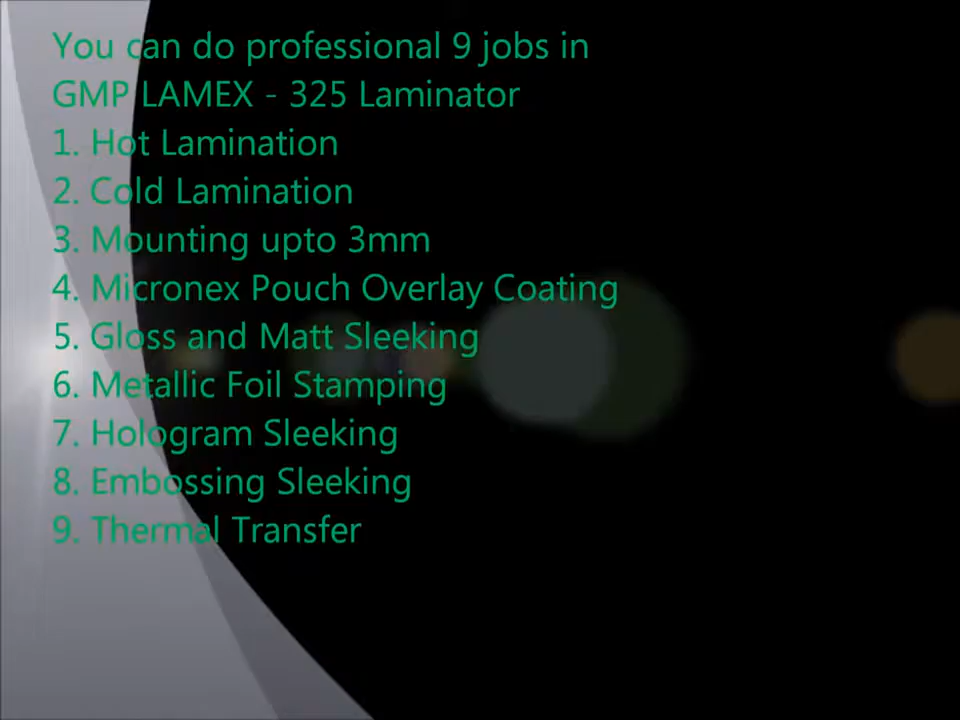 You can do professional 9 jobs in
GMP LAMEX - 325 Laminator
1. Hot Lamination
2. Cold Lamination
3. Mounting upto 3mm
4. Micronex Pouch Overlay Coating
5. Gloss and Matt Sleeking
6. Metallic Foil Stamping
7. Hologram Sleeking
8. Embossing Sleeking
9. Thermal Transfer